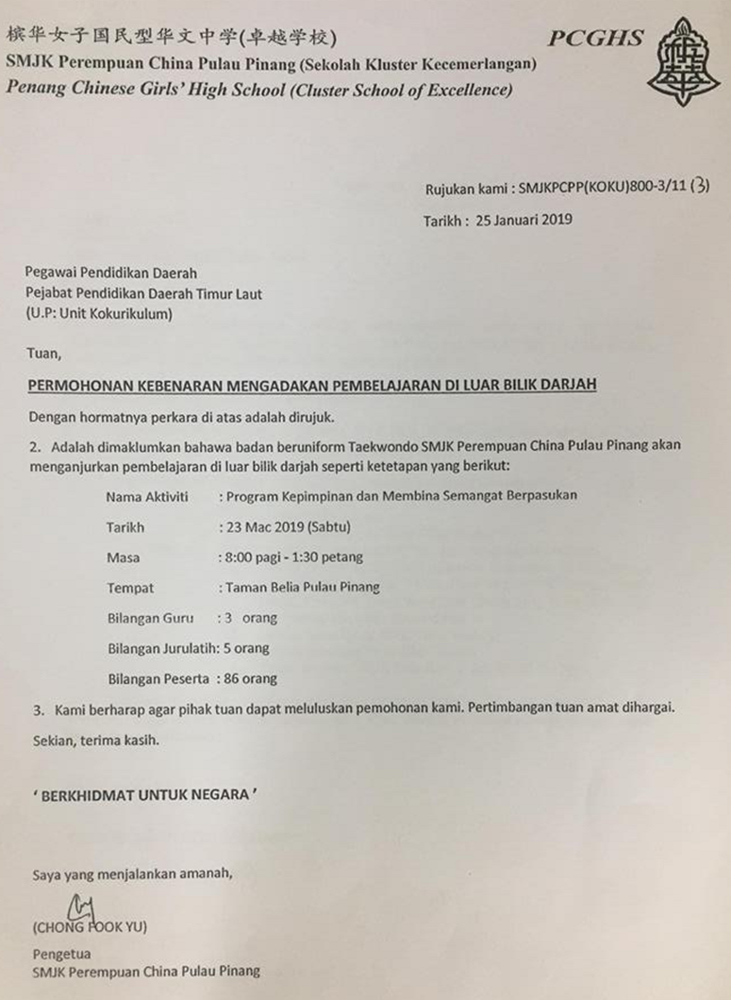 槟华女子国民型华文中学(卓越学校)
PCGHS
SMJK Perempuan China Pulau Pinang (Sekolah Kluster Kecemerlangan)
Penang Chinese Girls' High School (Cluster School of Excellence)
Rujukan kami : SMJKPCPP(KOKU)800-3/11 (3)
Tarikh : 25 Januari 2019
Pegawai Pendidikan Daerah
Pejabat Pendidikan Daerah Timur Laut
(U.P: Unit Kokurikulum)
Tuan,
PERMOHONAN KEBENARAN MENGADAKAN PEMBELAJARAN DI LUAR BILIK DARJAH
Dengan hormatnya perkara di atas adalah dirujuk.
2. Adalah dimaklumkan bahawa badan beruniform Taekwondo SMJK Perempuan China Pulau Pinang akan
menganjurkan pembelajaran di luar bilik darjah seperti ketetapan yang berikut:
Nama Aktiviti : Program Kepimpinan dan Membina Semangat Berpasukan
Tarikh : 23 Mac 2019 (Sabtu)
Masa : 8:00 pagi - 1:30 petang
Tempat : Taman Belia Pulau Pinang
Bilangan Guru : 3 orang
Bilangan Jurulatih: 5 orang
Bilangan Peserta : 86 orang
3. Kami berharap agar pihak tuan dapat meluluskan pemohonan kami. Pertimbangan tuan amat dihargai.
Sekian, terima kasih.
' BERKHIDMAT UNTUK NEGARA '
Saya yang menjalankan amanah,
(CHONG FOOK YU)
Pengetua
SMJK Perempuan China Pulau Pinang